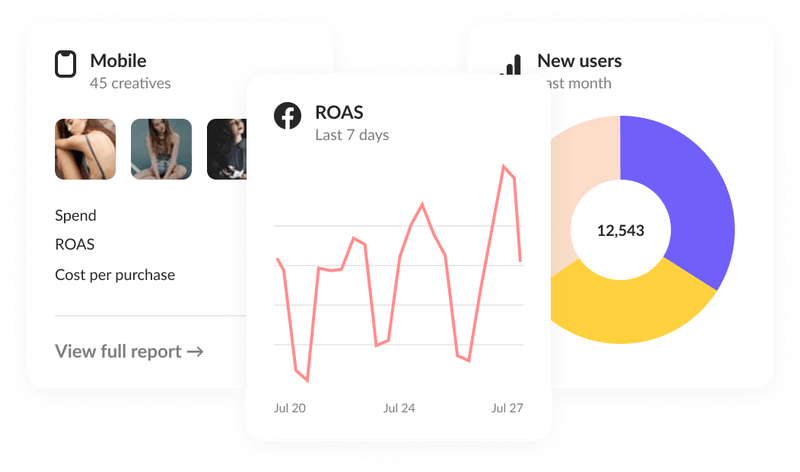 Mobile
45 creatives
Spend
ROAS
Cost per purchase
View full report →
ROAS
Last 7 days
Jul 20
Jul 24
Jul 27
New users
ast month
12,543